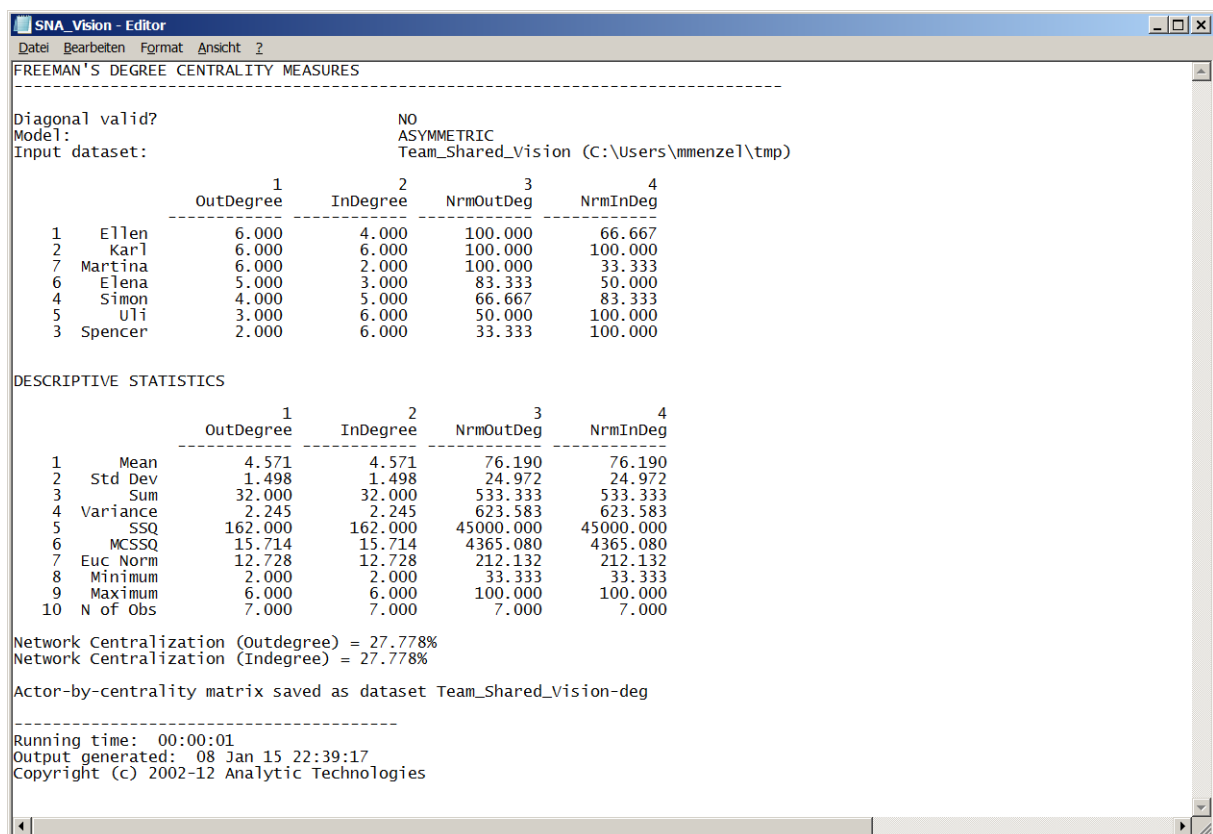 SNA_Vision - Editor
Datei Bearbeiten Format Ansicht ?
FREEMAN'S DEGREE CENTRALITY MEASURES
--------------------------------------------------------------------------------
Diagonal valid? NO
Model: ASYMMETRIC
Input dataset: Team_Shared_Vision (C:\Users\mmenzel\tmp)
1 2 3 4
OutDegree InDegree NrmOutDeg NrmInDeg
------------ ------------ ------------ ------------
1 Ellen 6.000 4.000 100.000 66.667
2 Karl 6.000 6.000 100.000 100.000
7 Martina 6.000 2.000 100.000 33.333
6 Elena 5.000 3.000 83.333 50.000
4 Simon 4.000 5.000 66.667 83.333
5 Uli 3.000 6.000 50.000 100.000
3 Spencer 2.000 6.000 33.333 100.000
DESCRIPTIVE STATISTICS
1 2 3 4
OutDegree InDegree NrmOutDeg NrmInDeg
------------ ------------ ------------ ------------
1 Mean 4.571 4.571 76.190 76.190
2 Std Dev 1.498 1.498 24.972 24.972
3 Sum 32.000 32.000 533.333 533.333
4 Variance 2.245 2.245 623.583 623.583
5 SSQ 162.000 162.000 45000.000 45000.000
6 MCSSQ 15.714 15.714 4365.080 4365.080
7 Euc Norm 12.728 12.728 212.132 212.132
8 Minimum 2.000 2.000 33.333 33.333
9 Maximum 6.000 6.000 100.000 100.000
10 N of Obs 7.000 7.000 7.000 7.000
Network Centralization (Outdegree) = 27.778%
Network Centralization (Indegree) = 27.778%
Actor-by-centrality matrix saved as dataset Team_Shared_Vision-deg
----------------------------------------
Running time: 00:00:01
Output generated: 08 Jan 15 22:39:17
Copyright (c) 2002-12 Analytic Technologies